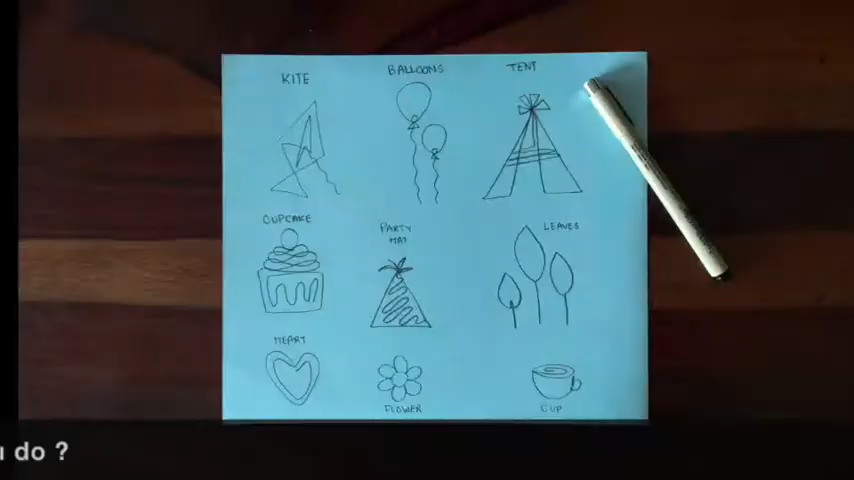 KITE
BALLOONS
TENT
CUPCAKE
PARTY
HAT
LEAVES
HEART
FLOWER
CUP
do ?